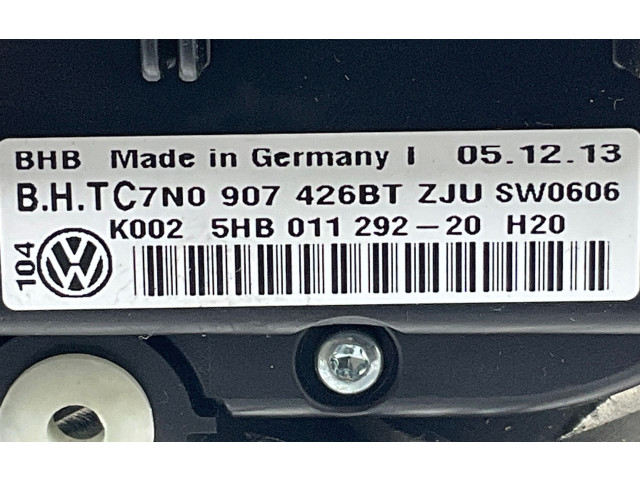 BHB Made in Germany I 05.12.13
B.H.TC7N0 907 426BT ZJU SW0606
K002 5HB 011 292-20 H20
104